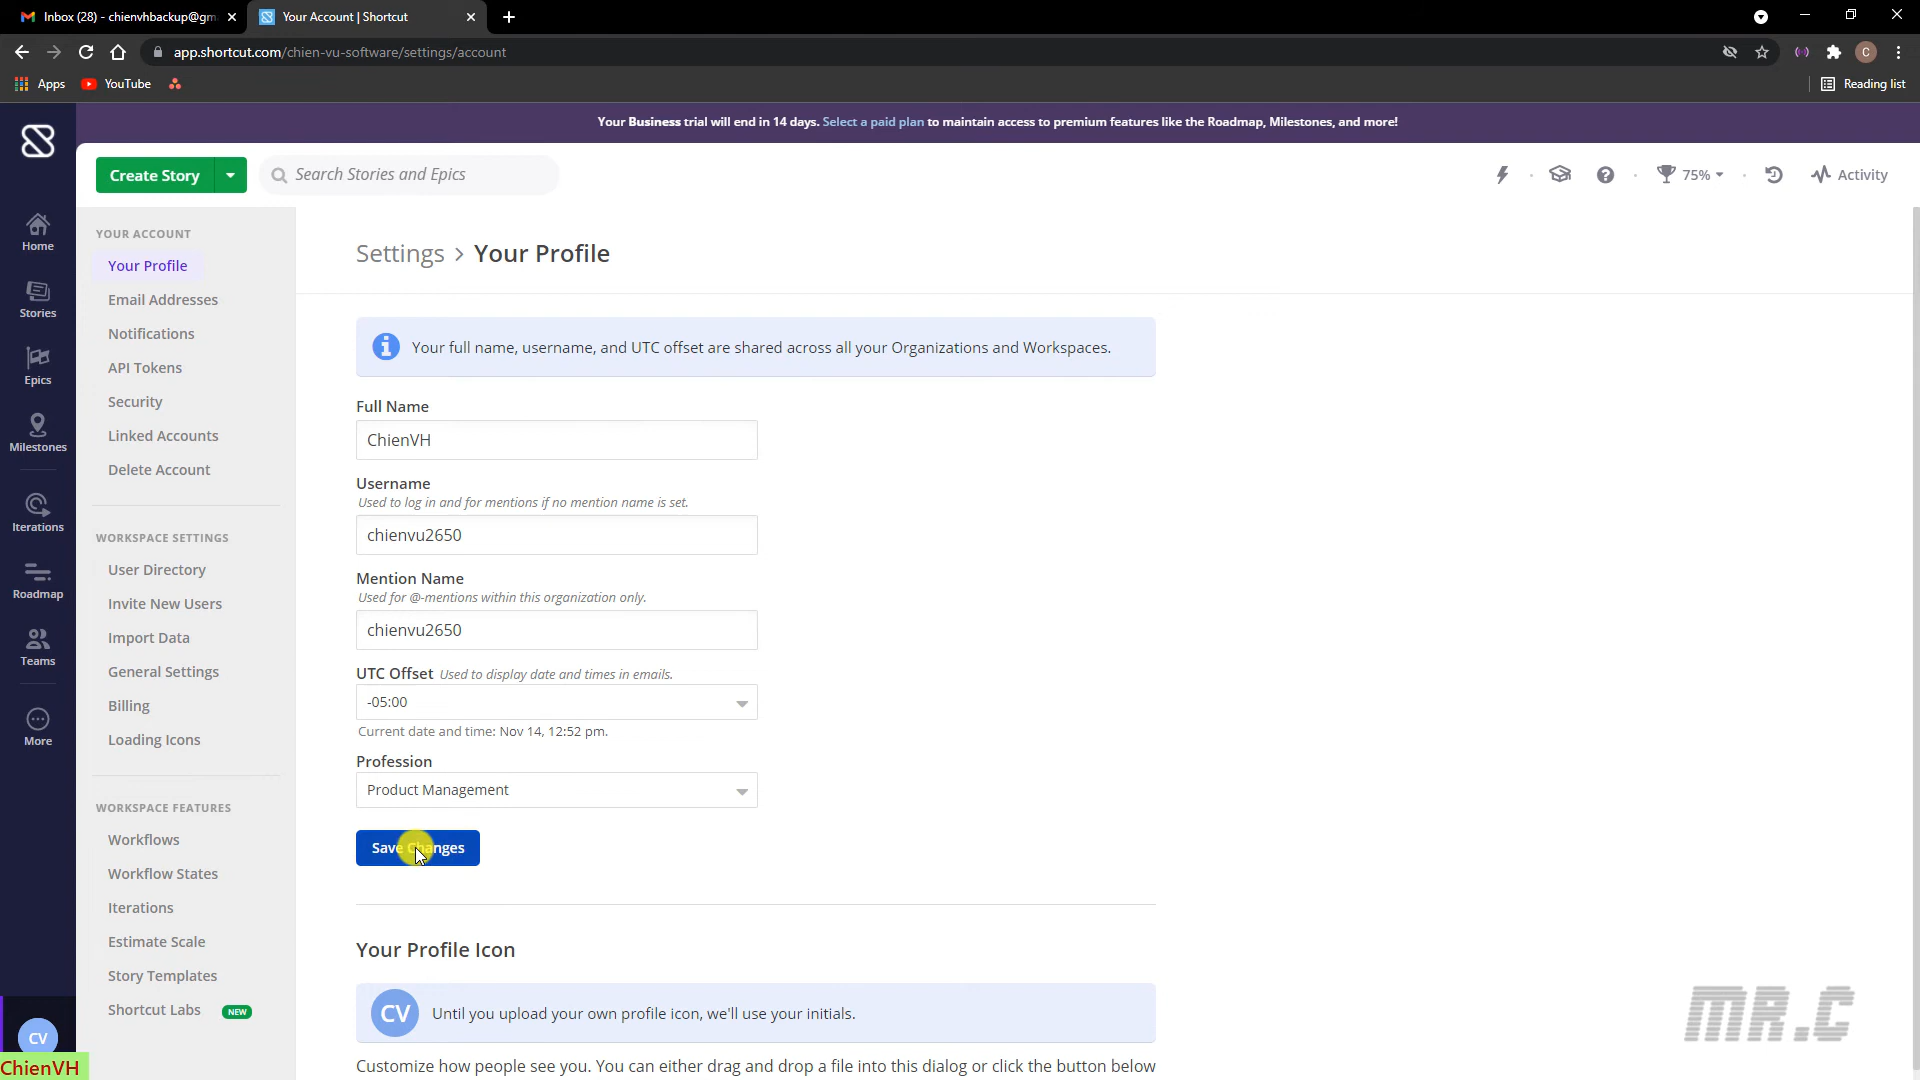 Inbox (28) - chienvhbackup@gm
Your Account | Shortcut
app.shortcut.com/chien-vu-software/settings/account
C
Apps
YouTube
Reading list
Your Business trial will end in 14 days. Select a paid plan to maintain access to premium features like the Roadmap, Milestones, and more!
Create Story
Search Stories and Epics
75%
Activity
Home
Stories
Epics
Milestones
Iterations
Roadmap
Teams
More
CV
ChienVH
YOUR ACCOUNT
Your Profile
Email Addresses
Notifications
API Tokens
Security
Linked Accounts
Delete Account
WORKSPACE SETTINGS
User Directory
Invite New Users
Import Data
General Settings
Billing
Loading Icons
WORKSPACE FEATURES
Workflows
Workflow States
Iterations
Estimate Scale
Story Templates
Shortcut Labs NEW
Settings > Your Profile
Your full name, username, and UTC offset are shared across all your Organizations and Workspaces.
Full Name
ChienVH
Username
Used to log in and for mentions if no mention name is set.
chienvu2650
Mention Name
Used for @-mentions within this organization only.
chienvu2650
UTC Offset Used to display date and times in emails.
-05:00
Current date and time: Nov 14, 12:52 pm.
Profession
Product Management
Save Changes
Your Profile Icon
CV Until you upload your own profile icon, we'll use your initials.
Customize how people see you. You can either drag and drop a file into this dialog or click the button below
MR.C